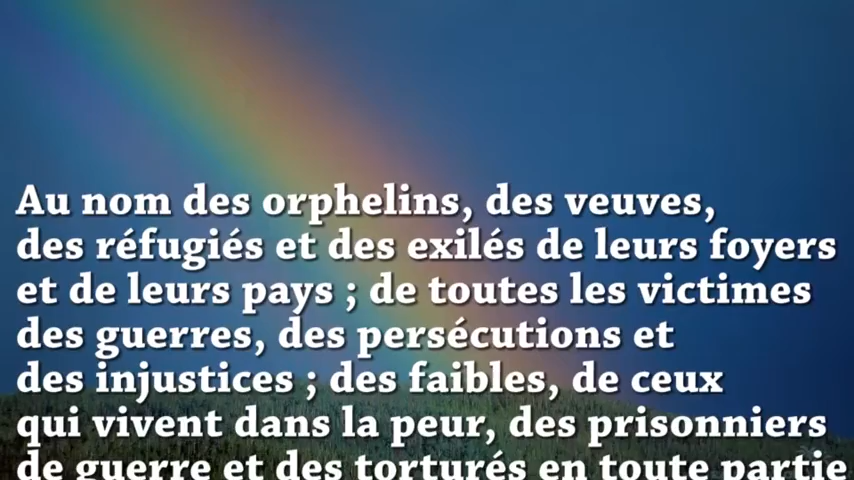 Au nom des orphelins, des veuves,
des réfugiés et des exilés de leurs foyers
et de leurs pays ; de toutes les victimes
des guerres, des persécutions et
des injustices ; des faibles, de ceux
qui vivent dans la peur, des prisonniers
de guerre et des torturés en toute partie